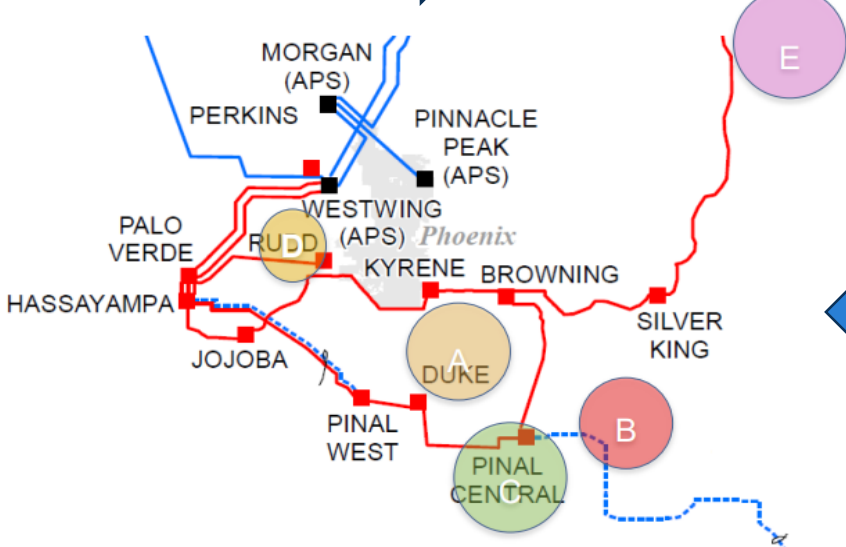 E
MORGAN
(APS)
PERKINS
PINNACLE
PEAK
(APS)
WESTWING
(APS)
Phoenix
PALO
VERDE
RUDD
D
KYRENE
BROWNING
HASSAYAMPA
SILVER
KING
JOJOBA
A
DUKE
PINAL
WEST
B
PINAL
CENTRAL
C